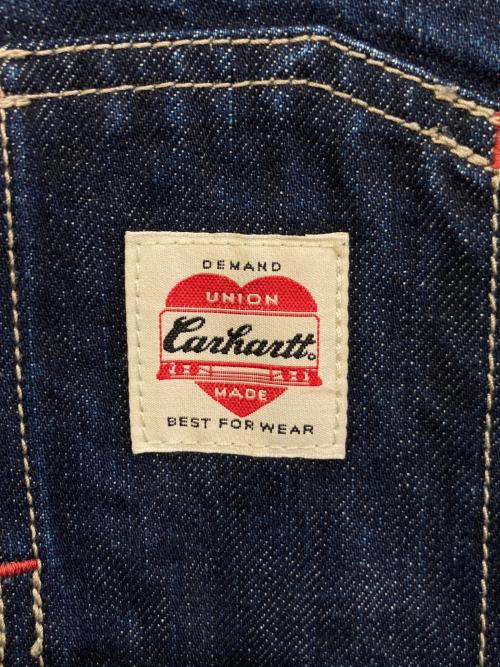 DEMAND
UNION
Carhartt.
MADE
BEST FOR WEAR